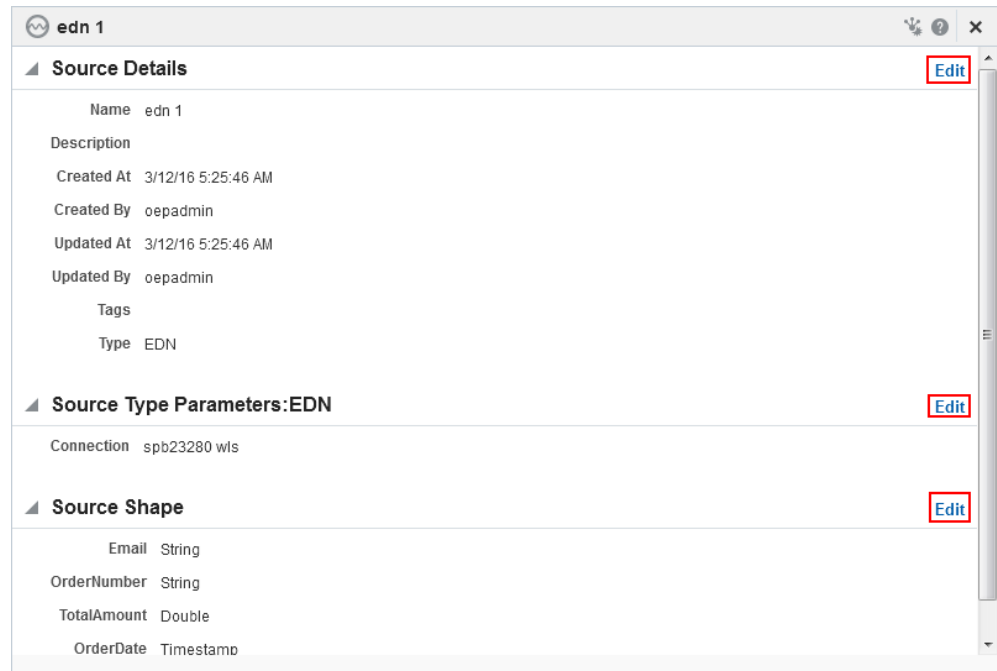 edn 1
Source Details Edit
Name edn 1
Description
Created At 3/12/16 5:25:46 AM
Created By oepadmin
Updated At 3/12/16 5:25:46 AM
Updated By oepadmin
Tags
Type EDN
Source Type Parameters:EDN Edit
Connection spb23280 wls
Source Shape Edit
Email String
OrderNumber String
TotalAmount Double
OrderDate Timestamp